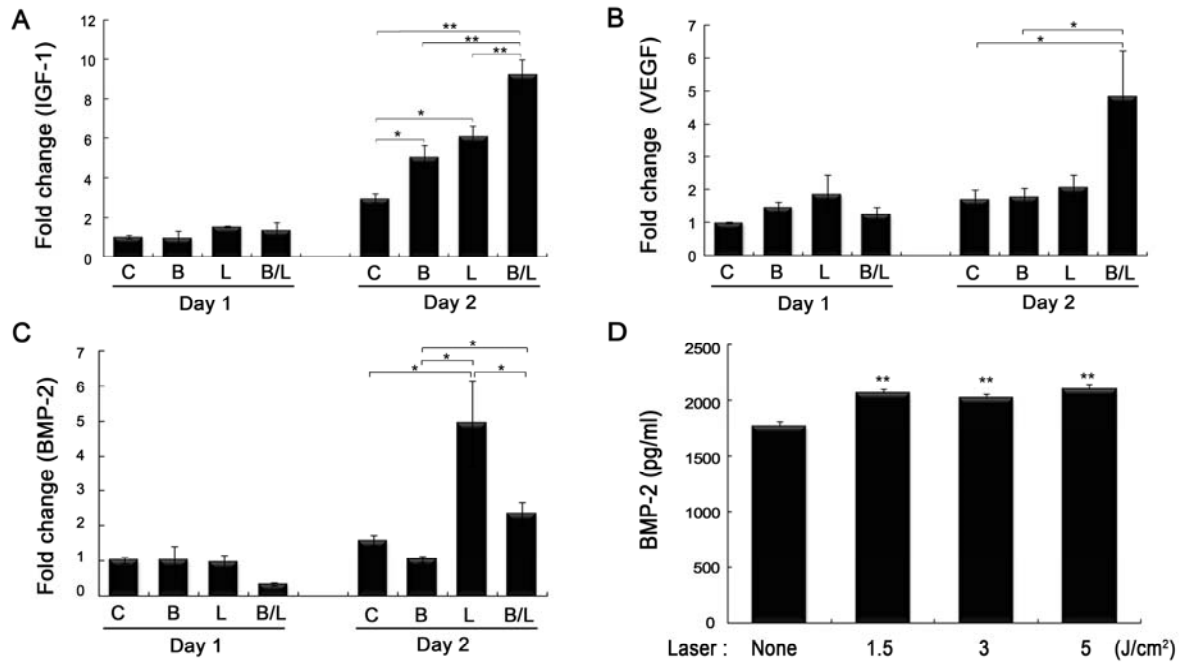 A
Fold change (IGF-1)
12
10
8
6
4
2
0
**
**
**
*
*
C B L B/L C B L B/L
Day 1 Day 2
B
Fold change (VEGF)
7
6
5
4
3
2
1
0
*
*
C B L B/L C B L B/L
Day 1 Day 2
C
Fold change (BMP-2)
7
6
5
4
3
2
1
0
*
*
*
*
C B L B/L C B L B/L
Day 1 Day 2
D
BMP-2 (pg/ml)
2500
2000
1500
1000
500
0
** ** **
Laser : None 1.5 3 5 (J/cm²)